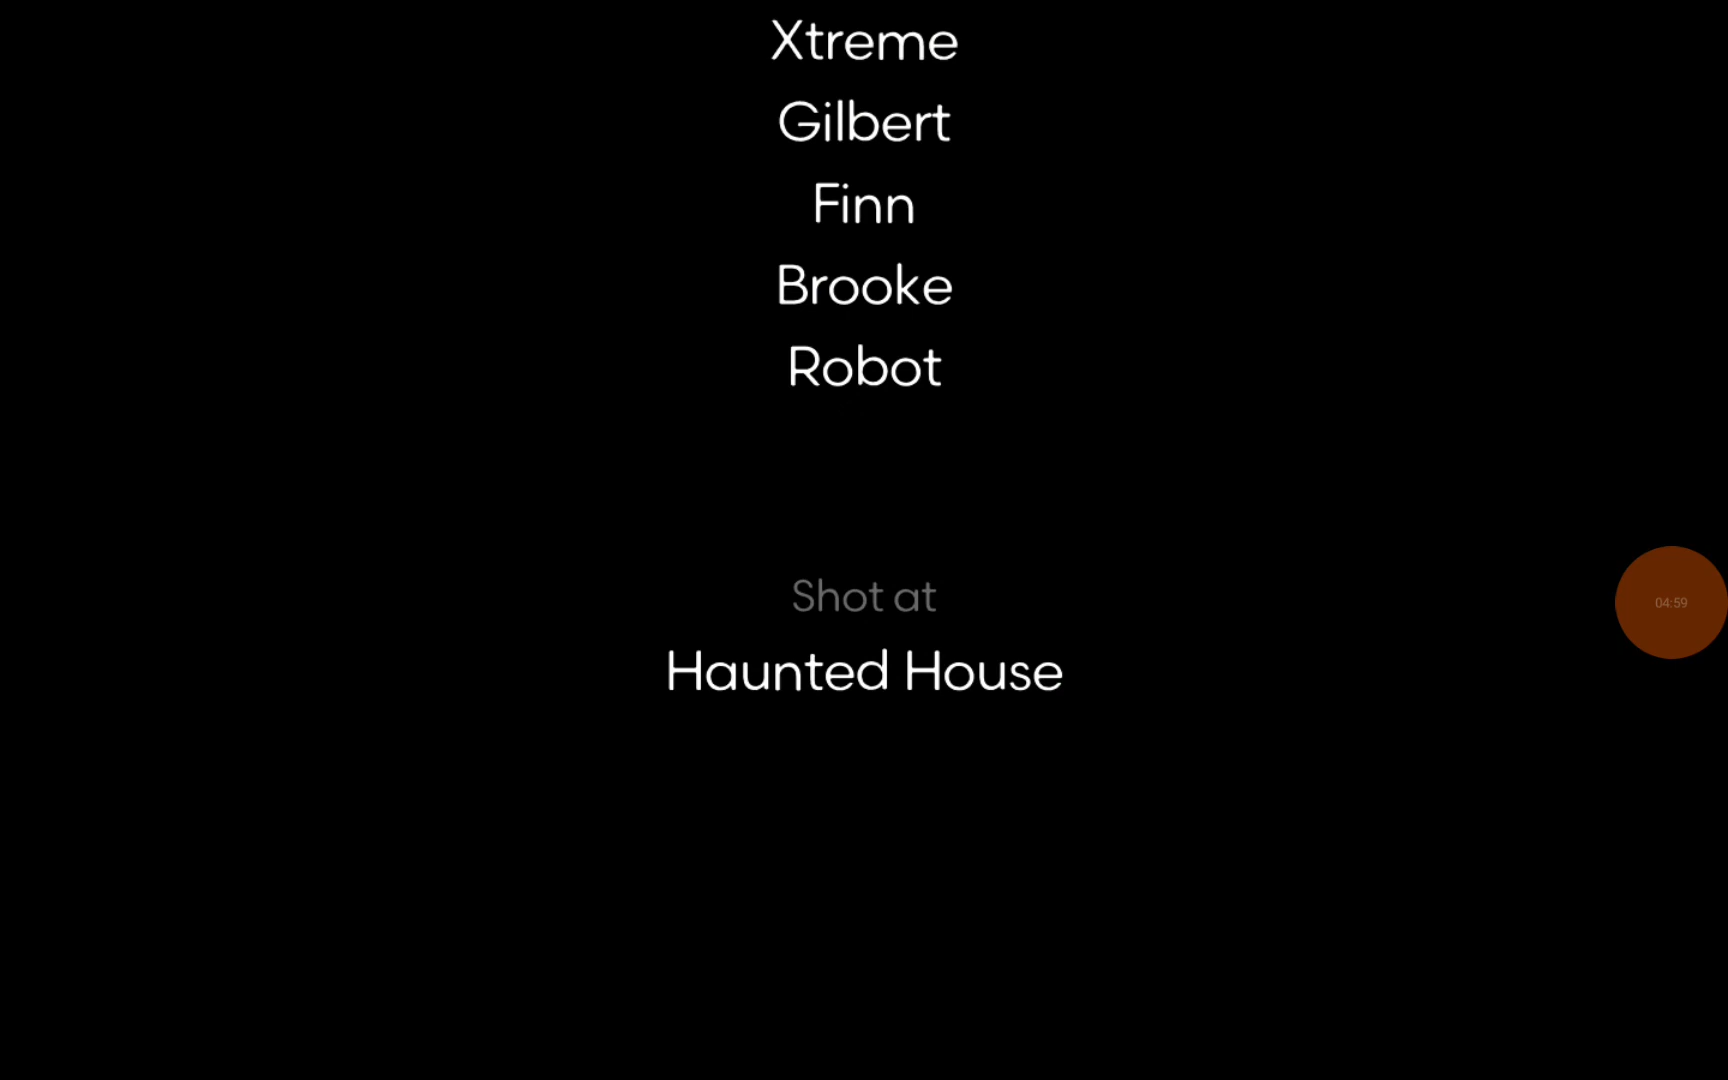 Xtreme
Gilbert
Finn
Brooke
Robot
Shot at
Haunted House
04:59